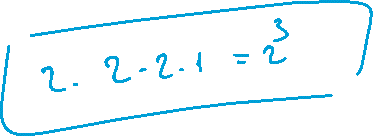 2. 2·2·1 = 2³